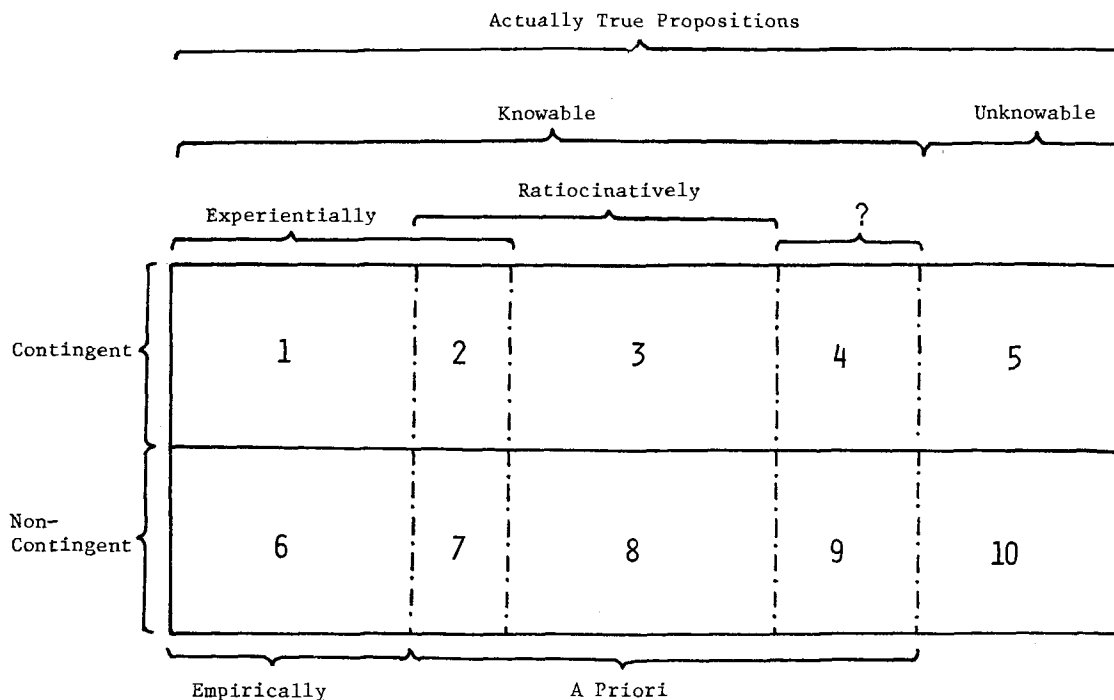 Actually True Propositions
Knowable
Unknowable
Ratiocinatively
Experientially
?
Contingent
1
2
3
4
5
Non-
Contingent
6
7
8
9
10
Empirically
A Priori